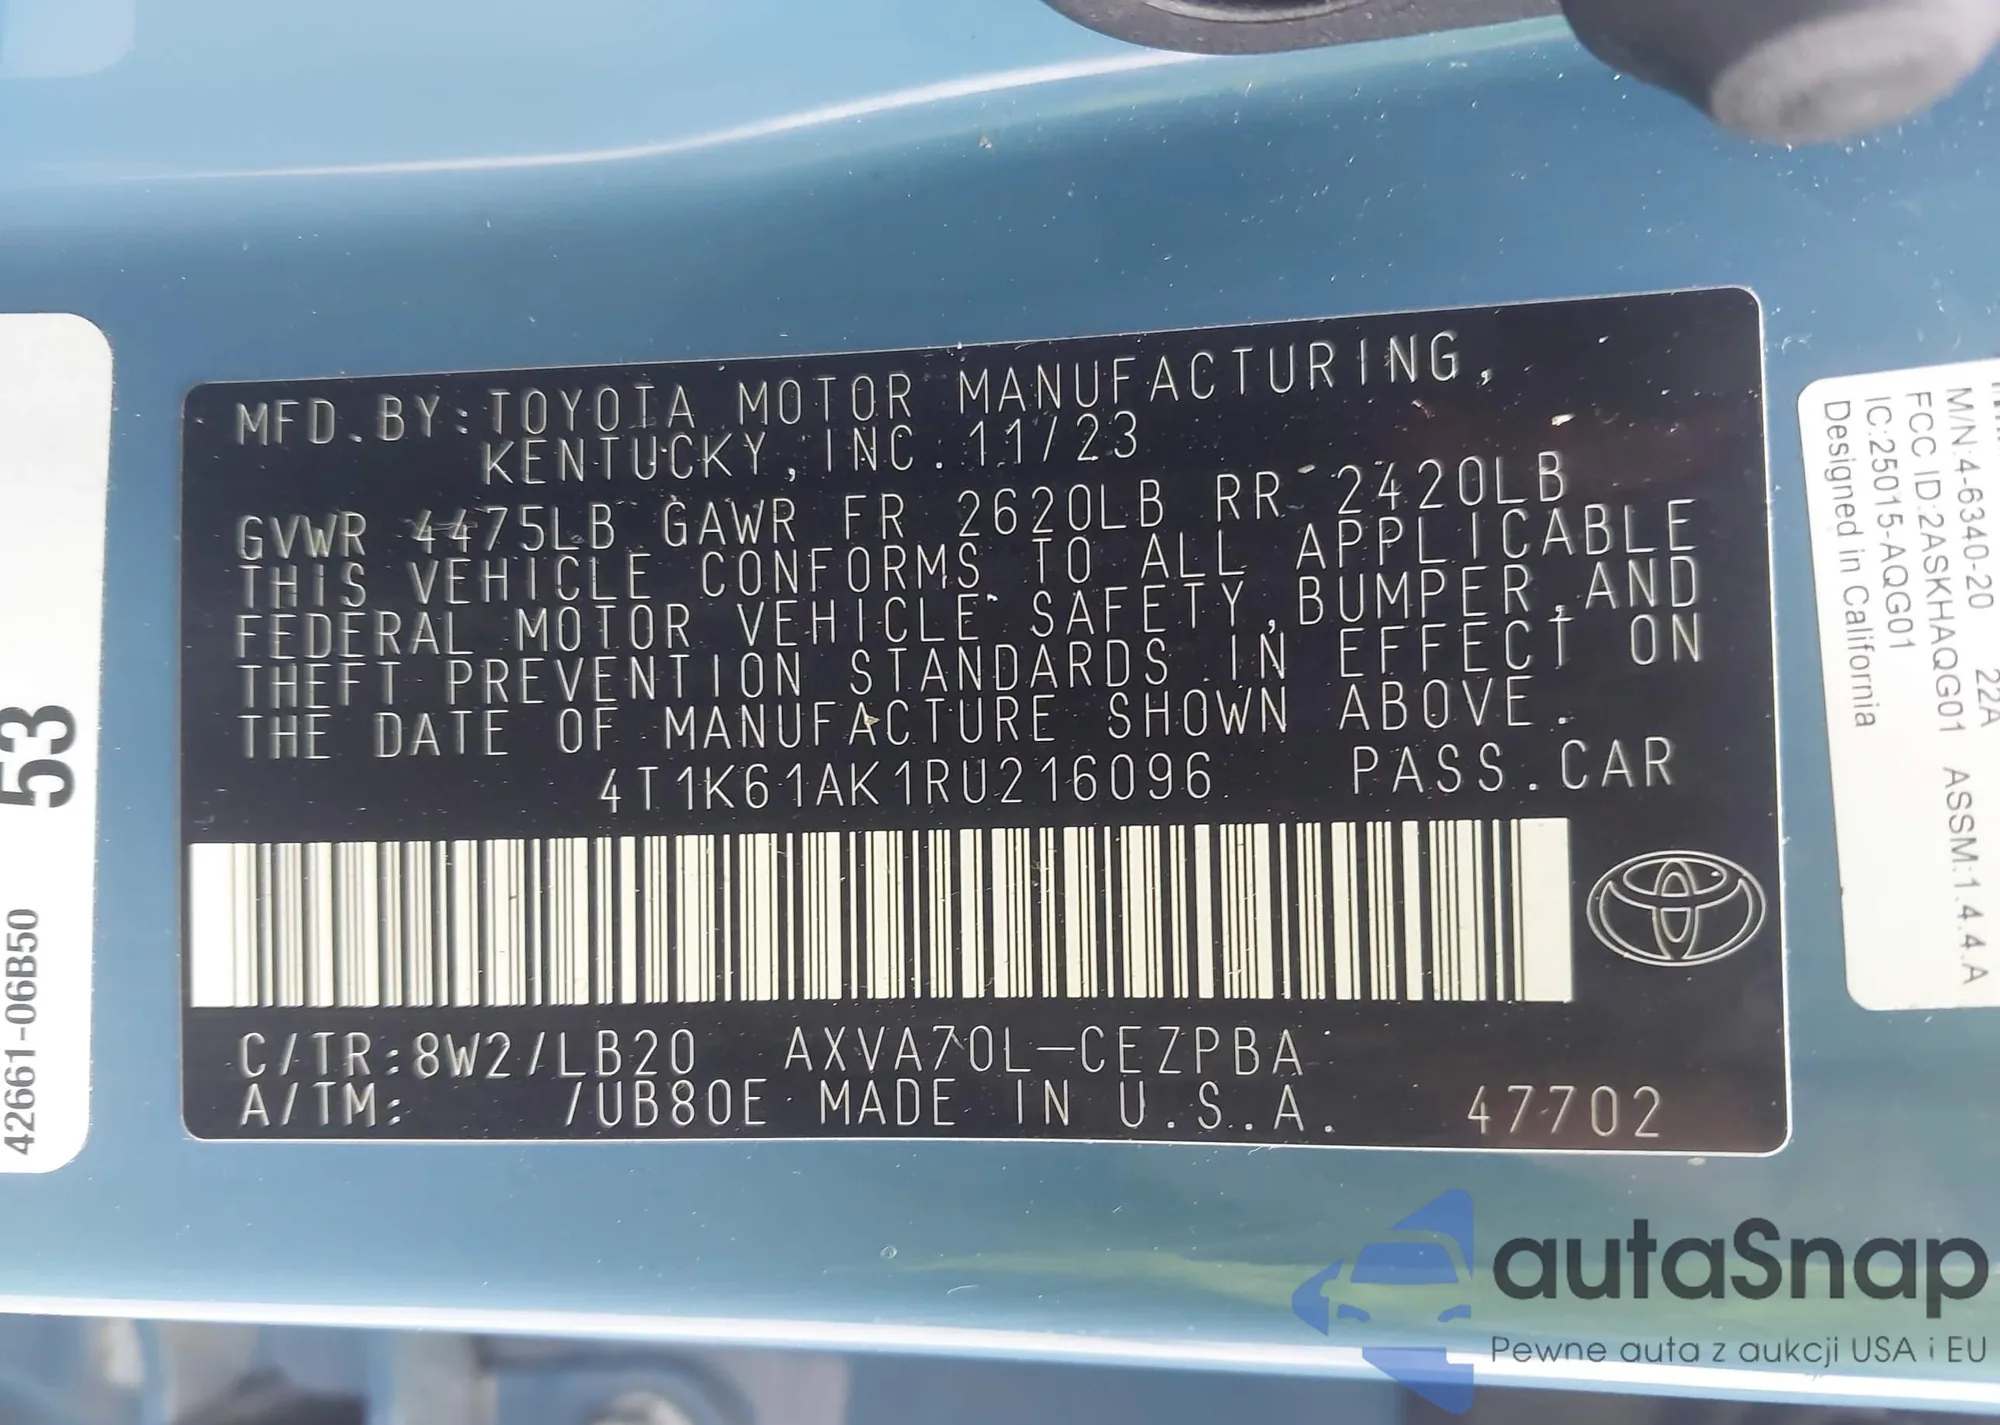 MFD.BY:TOYOTA MOTOR MANUFACTURING,
KENTUCKY,INC.11/23
GVWR 4475LB GAWR FR 2620LB RR 2420LB
THIS VEHICLE CONFORMS TO ALL APPLICABLE
FEDERAL MOTOR VEHICLE SAFETY,BUMPER,AND
THEFT PREVENTION STANDARDS IN EFFECT ON
THE DATE OF MANUFACTURE SHOWN ABOVE.
4T1K61AK1RU216096 PASS.CAR
C/TR:8W2/LB20 AXVA70L-CEZPBA
A/TM: /UB80E MADE IN U.S.A. 47702
53
42661-06B50
M/N:4-6340-20 22A
FCC ID:2ASKHAQGG01 ASSM:1.4.4.A
IC:25015-AQGG01
Designed in California
autaSnap
Pewne auta z aukcji USA i EU